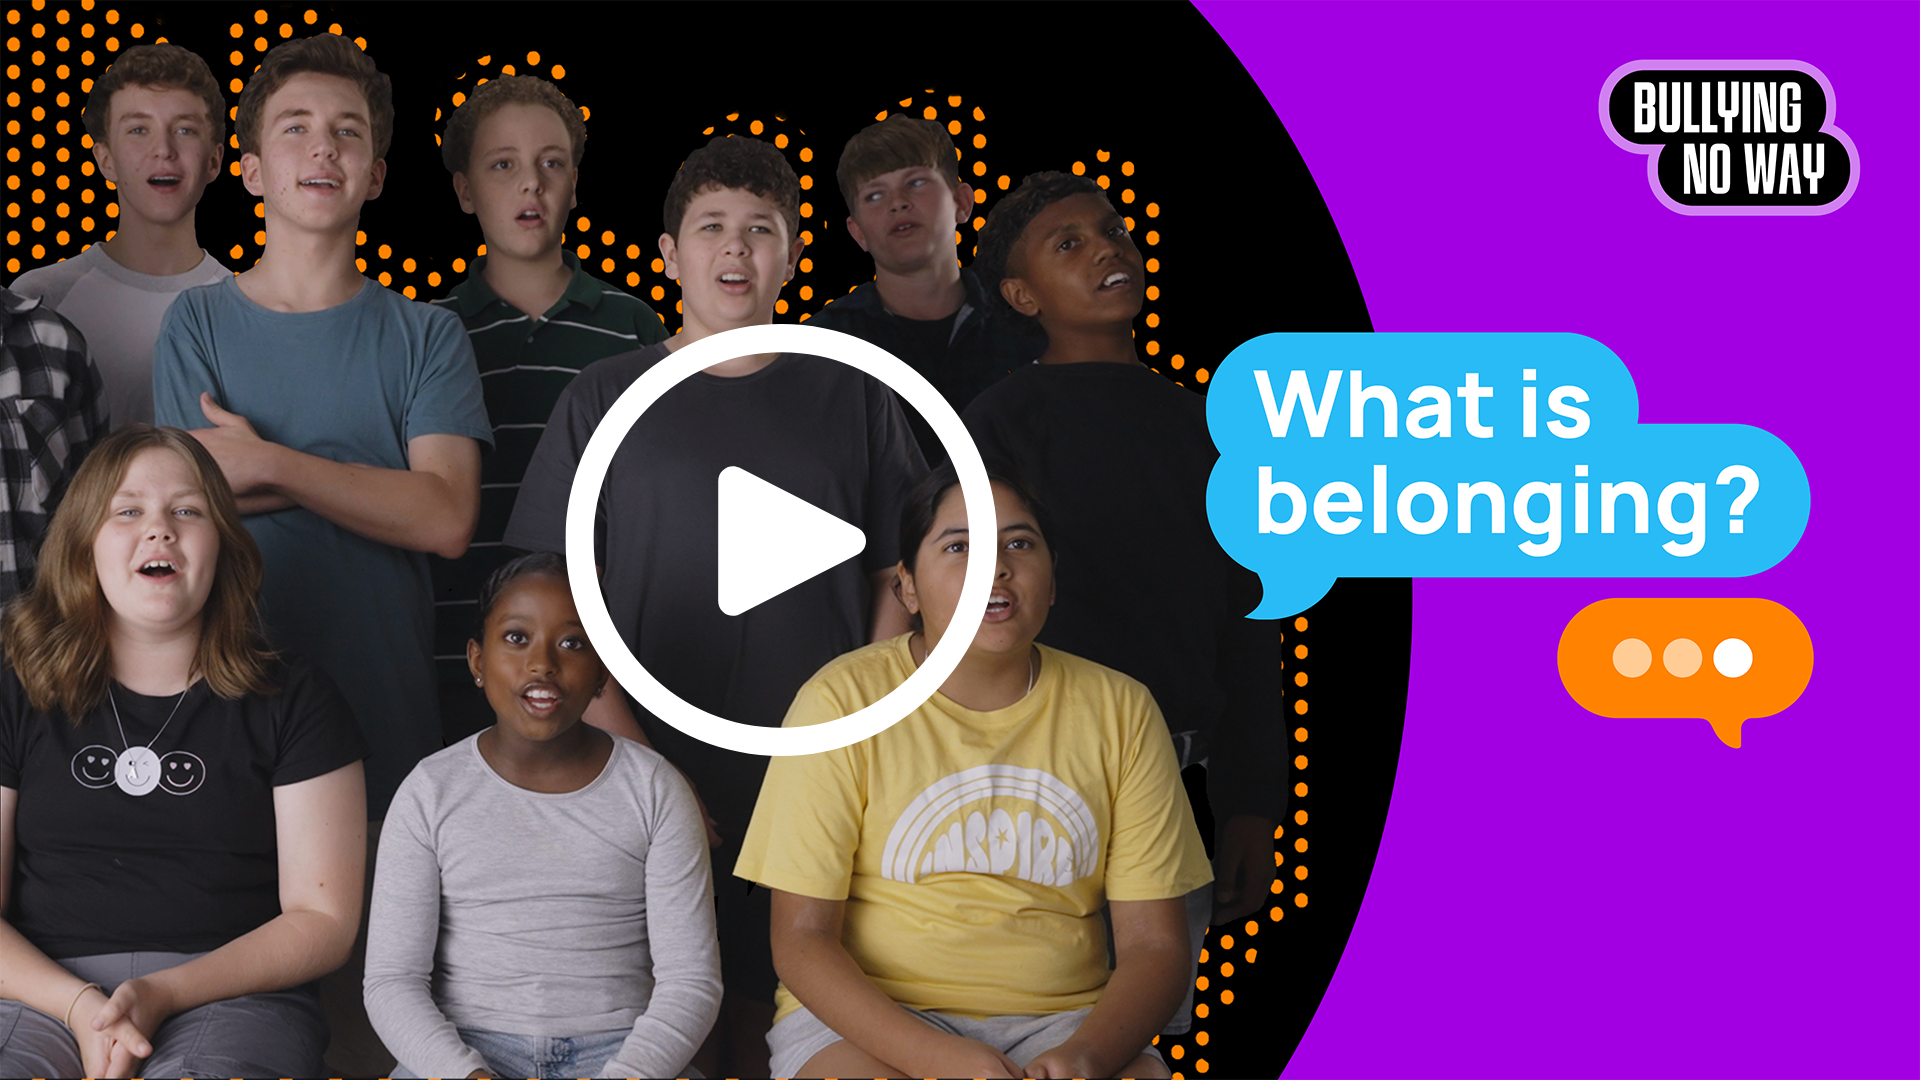 BULLYING
NO WAY
What is
belonging?
INSPIRE